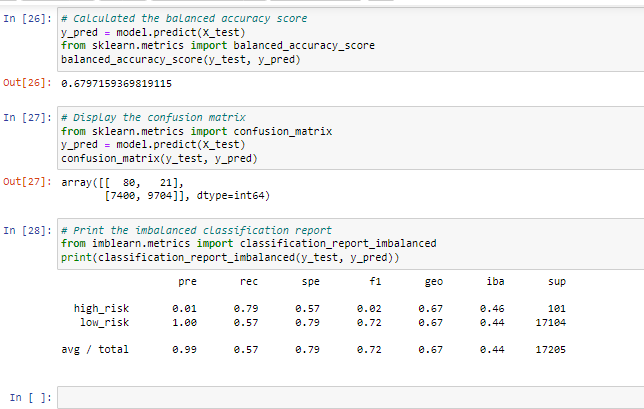 In [26]: # Calculated the balanced accuracy score
y_pred = model.predict(X_test)
from sklearn.metrics import balanced_accuracy_score
balanced_accuracy_score(y_test, y_pred)
Out[26]: 0.6797159369819115
In [27]: # Display the confusion matrix
from sklearn.metrics import confusion_matrix
y_pred = model.predict(X_test)
confusion_matrix(y_test, y_pred)
Out[27]: array([[  80,   21],
[7400, 9704]], dtype=int64)
In [28]: # Print the imbalanced classification report
from imblearn.metrics import classification_report_imbalanced
print(classification_report_imbalanced(y_test, y_pred))
pre rec spe f1 geo iba sup
high_risk 0.01 0.79 0.57 0.02 0.67 0.46 101
low_risk 1.00 0.57 0.79 0.72 0.67 0.44 17104
avg / total 0.99 0.57 0.79 0.72 0.67 0.44 17205
In [ ]: